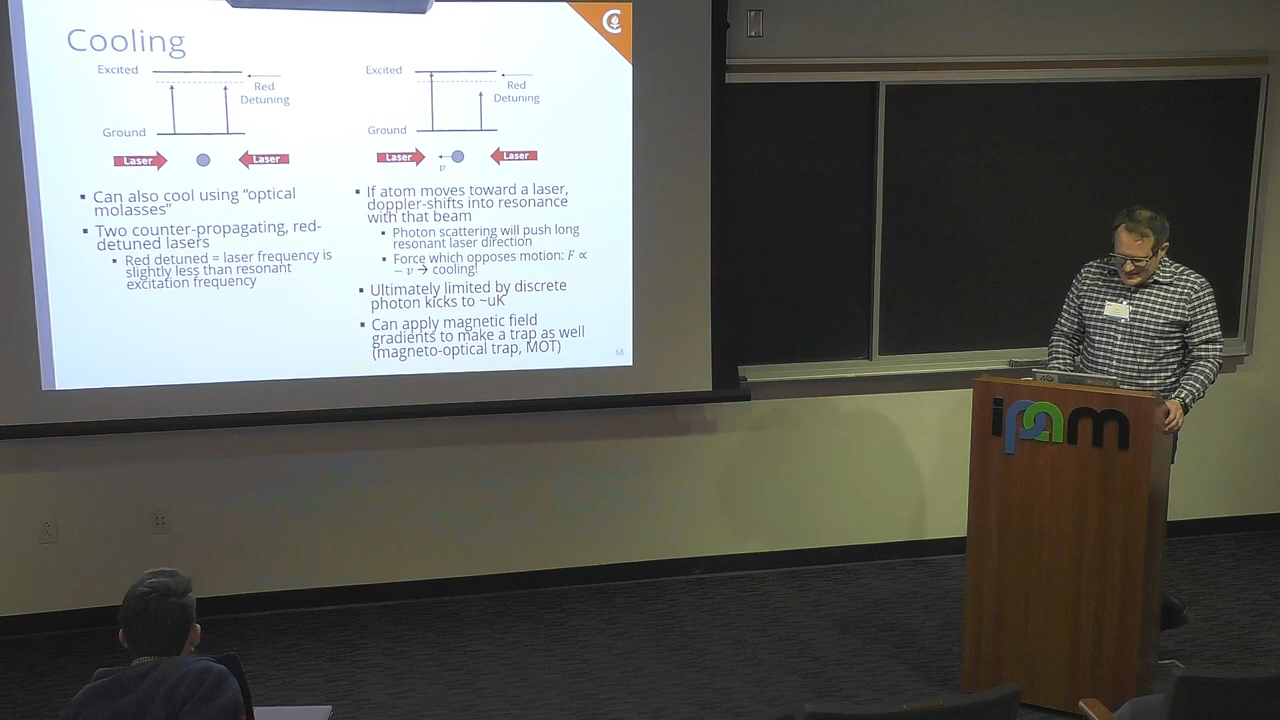 Cooling
Excited
Red
Detuning
Ground
Laser
Laser
▪ Can also cool using “optical
molasses”
▪ Two counter-propagating, red-
detuned lasers
▪ Red detuned = laser frequency is
slightly less than resonant
excitation frequency
Excited
Red
Detuning
Ground
Laser
v
Laser
▪ If atom moves toward a laser,
doppler-shifts into resonance
with that beam
▪ Photon scattering will push long
resonant laser direction
▪ Force which opposes motion: F ∝
− v → cooling!
▪ Ultimately limited by discrete
photon kicks to ~uK
▪ Can apply magnetic field
gradients to make a trap as well
(magneto-optical trap, MOT)
68
ipam